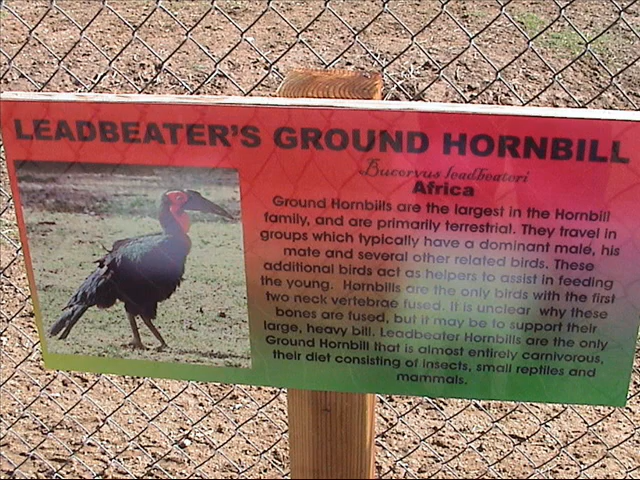 LEADBEATER'S GROUND HORNBILL
Bucorvus leadbeateri
Africa
Ground Hornbills are the largest in the Hornbill
family, and are primarily terrestrial. They travel in
groups which typically have a dominant male, his
mate and several other related birds. These
additional birds act as helpers to assist in feeding
the young. Hornbills are the only birds with the first
two neck vertebrae fused. It is unclear why these
bones are fused, but it may be to support their
large, heavy bill. Leadbeater Hornbills are the only
Ground Hornbill that is almost entirely carnivorous,
their diet consisting of insects, small reptiles and
mammals.